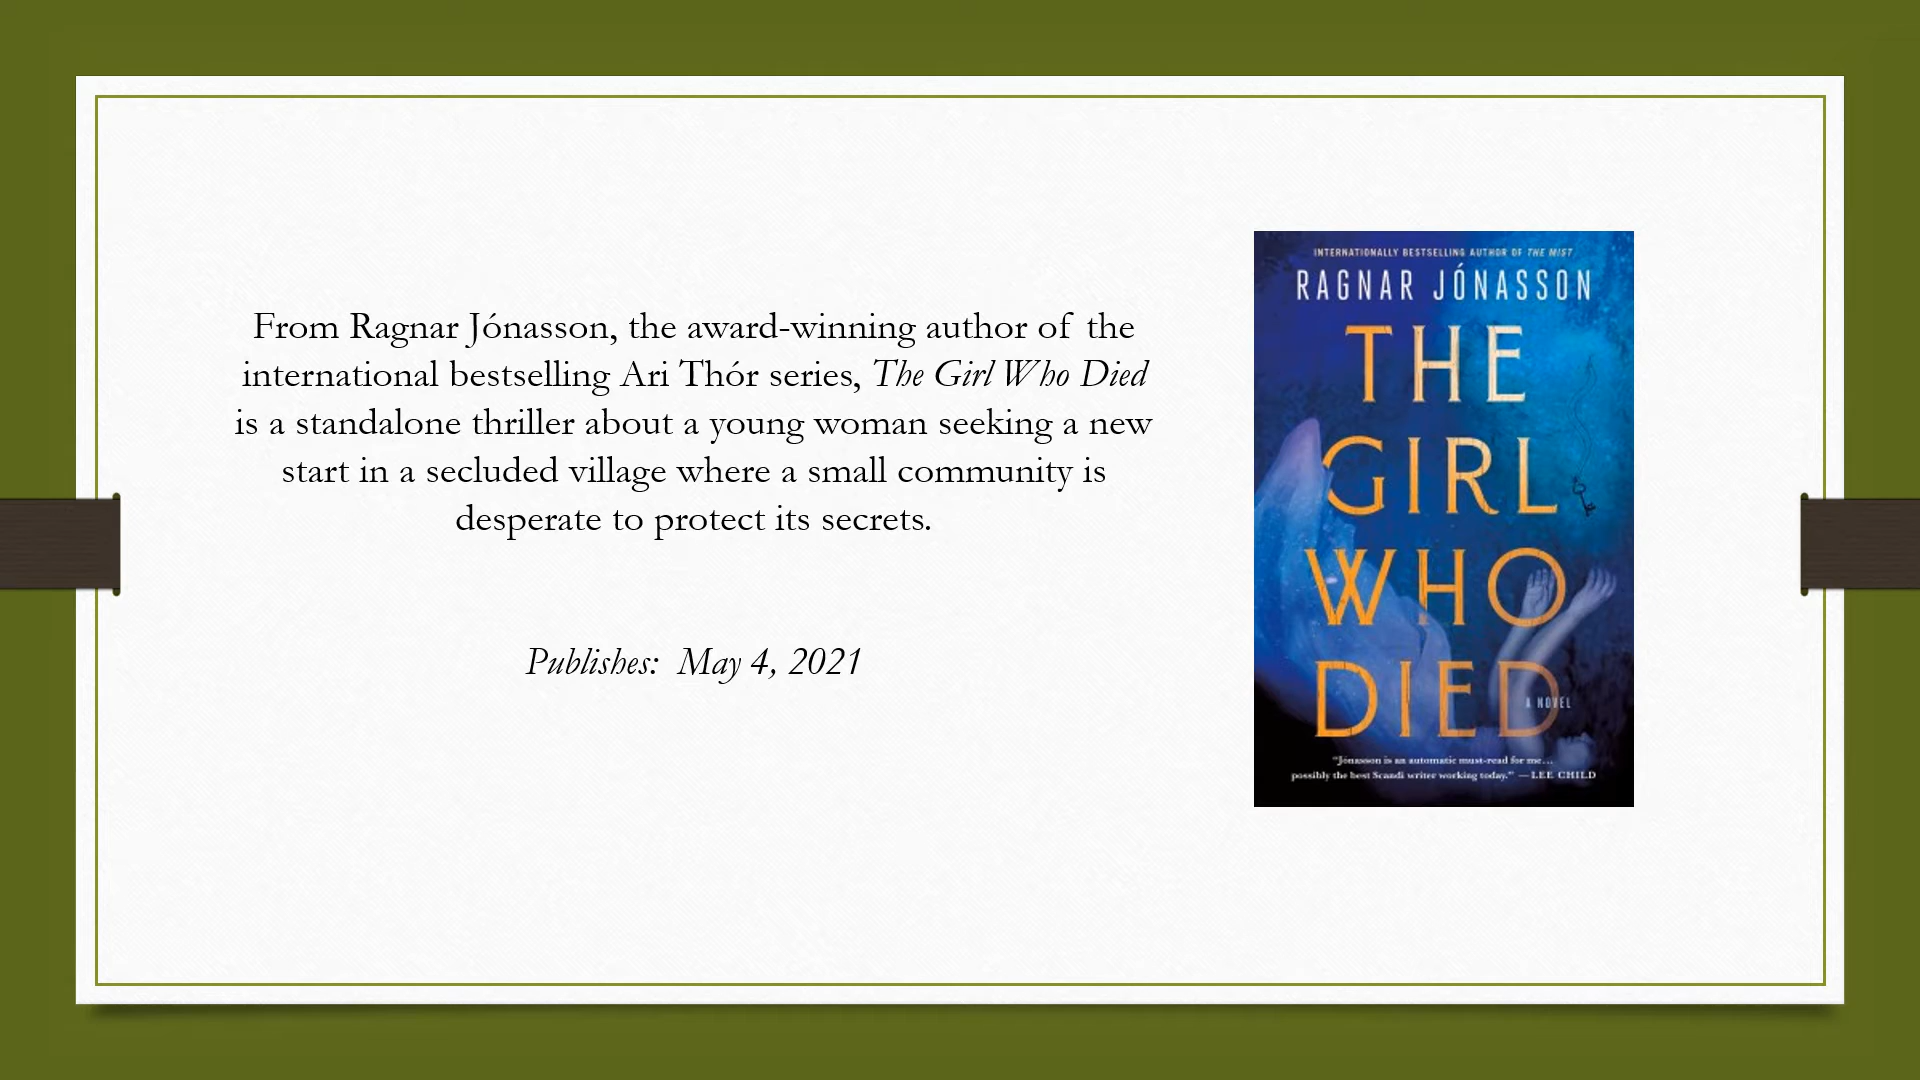 From Ragnar Jónasson, the award-winning author of the
international bestselling Ari Thór series, The Girl Who Died
is a standalone thriller about a young woman seeking a new
start in a secluded village where a small community is
desperate to protect its secrets.
Publishes: May 4, 2021
INTERNATIONALLY BESTSELLING AUTHOR OF THE MIST
RAGNAR JÓNASSON
THE
GIRL
WHO
DIED
A NOVEL
“Jónasson is an automatic must-read for me…
possibly the best Scandi writer working today.” —LEE CHILD